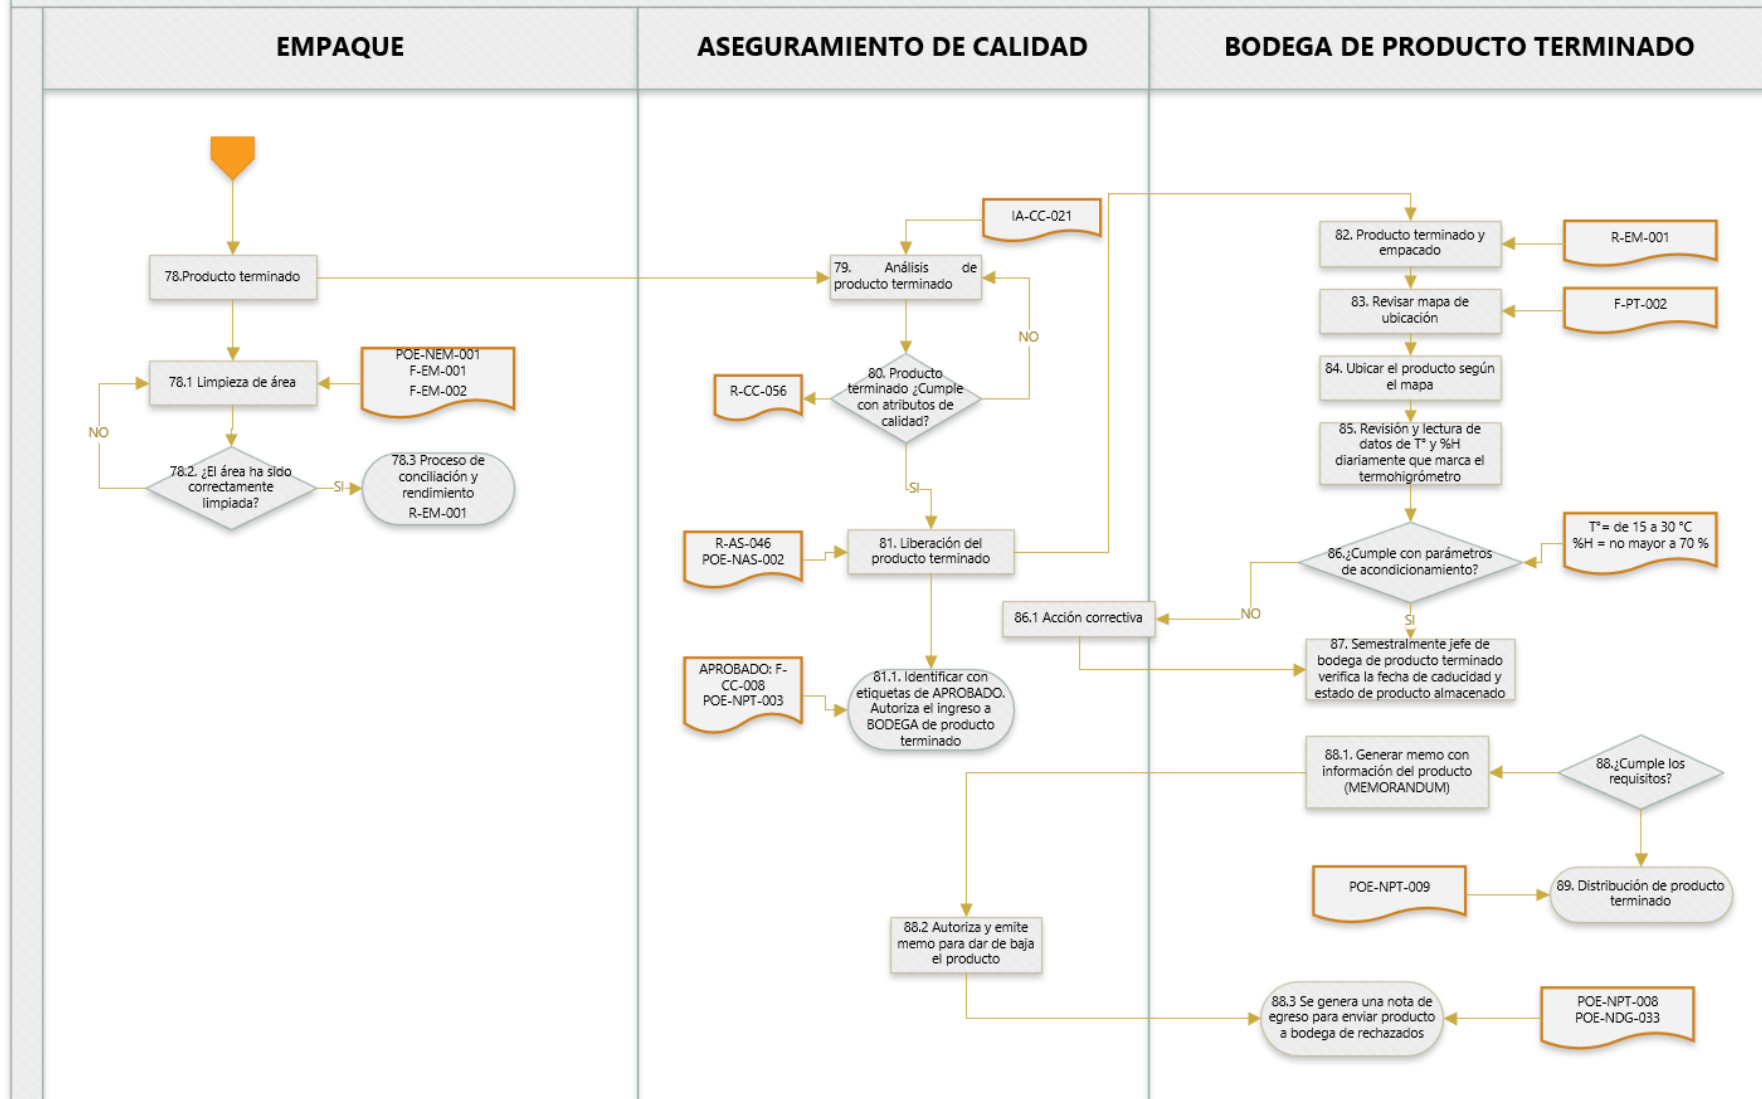 EMPAQUE
ASEGURAMIENTO DE CALIDAD
BODEGA DE PRODUCTO TERMINADO
78.Producto terminado
78.1 Limpieza de área
POE-NEM-001
F-EM-001
F-EM-002
NO
78.2. ¿El área ha sido
correctamente
limpiada?
SI
78.3 Proceso de
conciliación y
rendimiento
R-EM-001
IA-CC-021
79. Análisis de
producto terminado
NO
80. Producto
terminado ¿Cumple
con atributos de
calidad?
R-CC-056
SI
R-AS-046
POE-NAS-002
81. Liberación del
producto terminado
APROBADO: F-
CC-008
POE-NPT-003
81.1. Identificar con
etiquetas de APROBADO.
Autoriza el ingreso a
BODEGA de producto
terminado
82. Producto terminado y
empacado
R-EM-001
83. Revisar mapa de
ubicación
F-PT-002
84. Ubicar el producto según
el mapa
85. Revisión y lectura de
datos de T° y %H
diariamente que marca el
termohigrómetro
86.¿Cumple con parámetros
de acondicionamiento?
T°= de 15 a 30 °C
%H = no mayor a 70 %
NO
86.1 Acción correctiva
SI
87. Semestralmente jefe de
bodega de producto terminado
verifica la fecha de caducidad y
estado de producto almacenado
88.¿Cumple los
requisitos?
88.1. Generar memo con
información del producto
(MEMORANDUM)
POE-NPT-009
89. Distribución de producto
terminado
88.2 Autoriza y emite
memo para dar de baja
el producto
88.3 Se genera una nota de
egreso para enviar producto
a bodega de rechazados
POE-NPT-008
POE-NDG-033